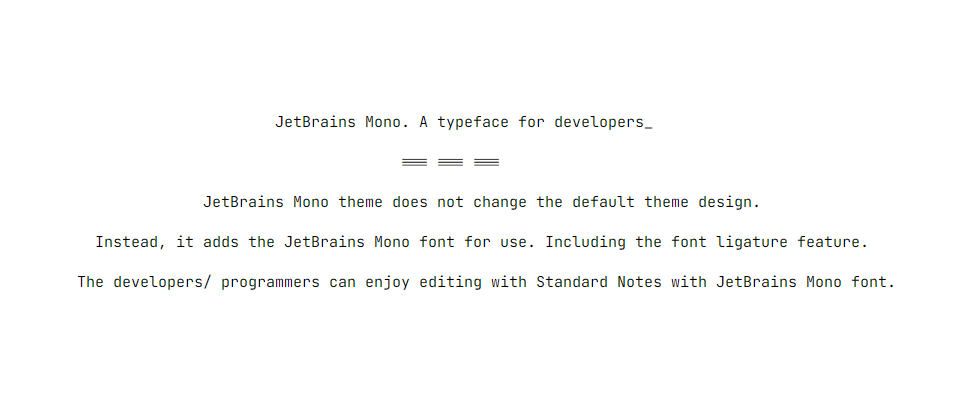 JetBrains Mono. A typeface for developers_
=== === ===
JetBrains Mono theme does not change the default theme design.
Instead, it adds the JetBrains Mono font for use. Including the font ligature feature.
The developers/ programmers can enjoy editing with Standard Notes with JetBrains Mono font.